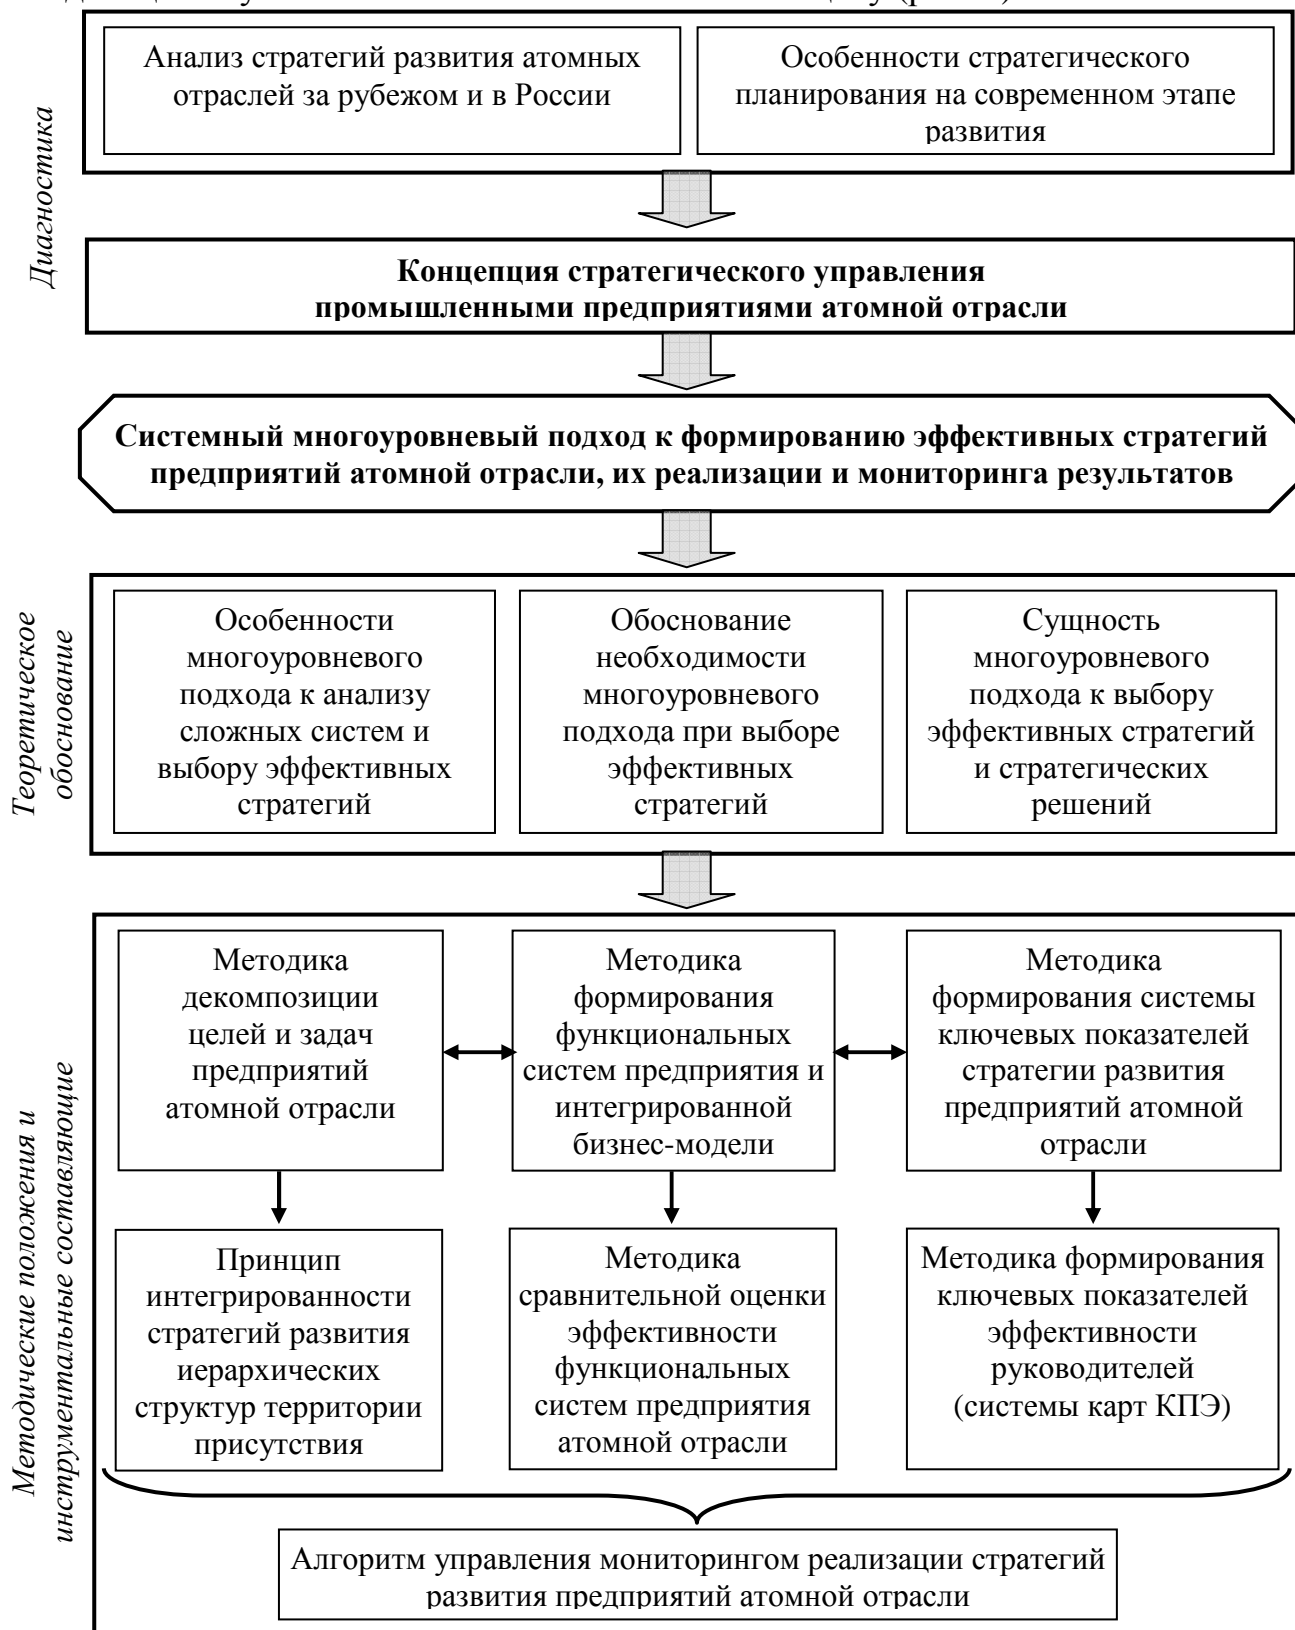 Диагностика
Анализ стратегий развития атомных
отраслей за рубежом и в России
Особенности стратегического
планирования на современном этапе
развития
Концепция стратегического управления
промышленными предприятиями атомной отрасли
Системный многоуровневый подход к формированию эффективных стратегий
предприятий атомной отрасли, их реализации и мониторинга результатов
Теоретическое
обоснование
Особенности
многоуровневого
подхода к анализу
сложных систем и
выбору эффективных
стратегий
Обоснование
необходимости
многоуровневого
подхода при выборе
эффективных
стратегий
Сущность
многоуровневого
подхода к выбору
эффективных стратегий
и стратегических
решений
Методические положения и
инструментальные составляющие
Методика
декомпозиции
целей и задач
предприятий
атомной отрасли
Методика
формирования
функциональных
систем предприятия и
интегрированной
бизнес-модели
Методика
формирования системы
ключевых показателей
стратегии развития
предприятий атомной
отрасли
Принцип
интегрированности
стратегий развития
иерархических
структур территории
присутствия
Методика
сравнительной оценки
эффективности
функциональных
систем предприятия
атомной отрасли
Методика формирования
ключевых показателей
эффективности
руководителей
(системы карт КПЭ)
Алгоритм управления мониторингом реализации стратегий
развития предприятий атомной отрасли